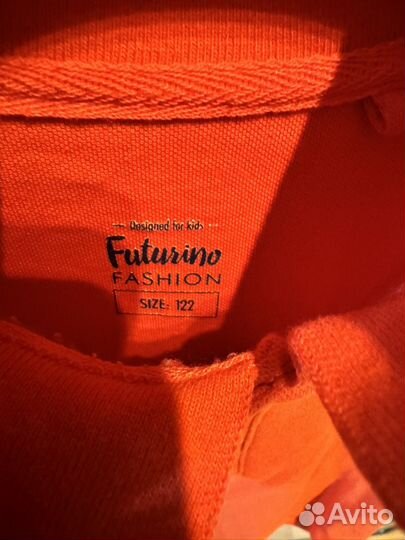 Designed for kids
Futurino
FASHION
SIZE: 122
Avito